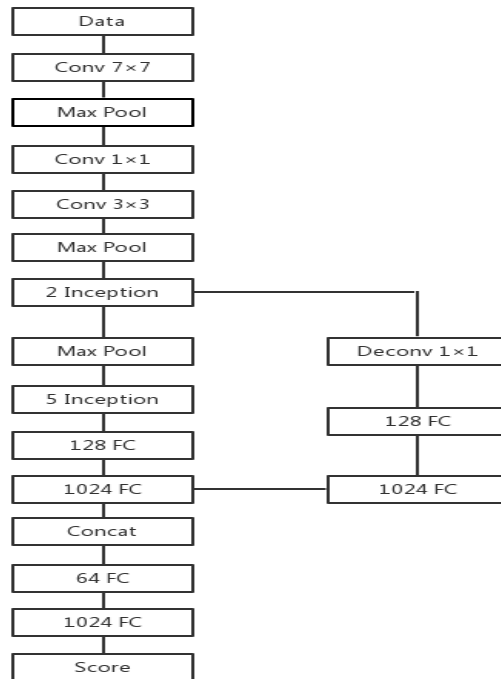 Data
Conv 7×7
Max Pool
Conv 1×1
Conv 3×3
Max Pool
2 Inception
Max Pool
Deconv 1×1
5 Inception
128 FC
128 FC
1024 FC
1024 FC
Concat
64 FC
1024 FC
Score